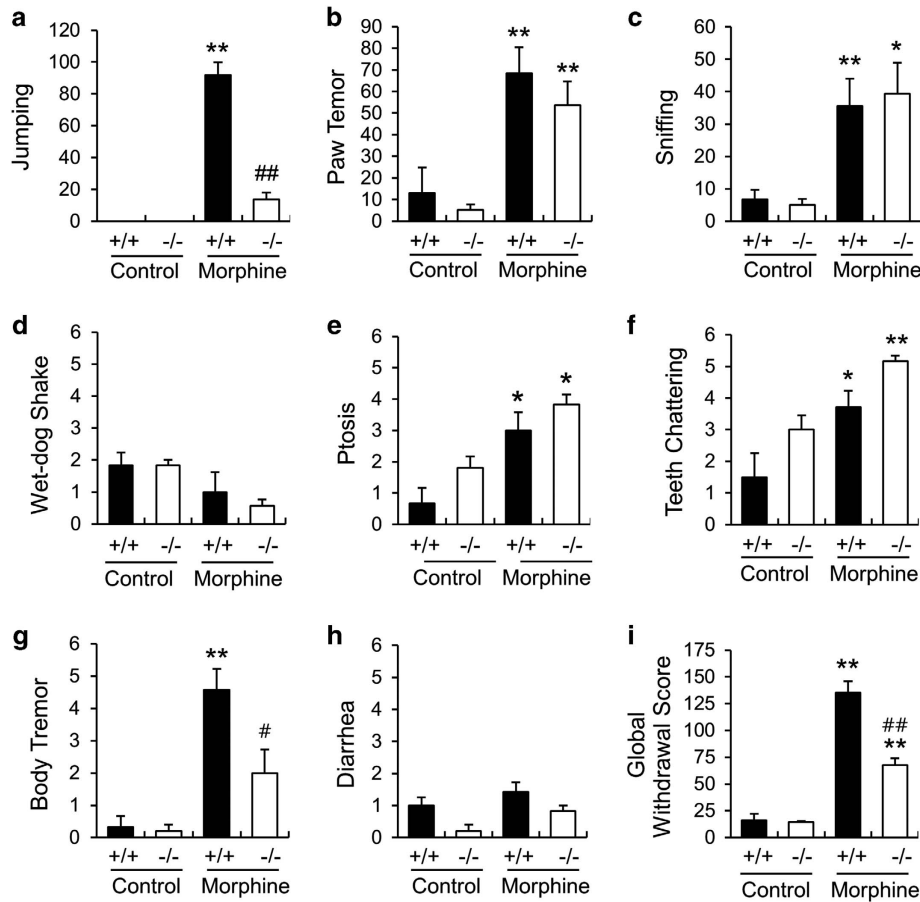 a
Jumping
120
100
80
60
40
20
0
**
##
+/+ -/- +/+ -/-
Control Morphine
b
Paw Temor
90
80
70
60
50
40
30
20
10
0
**
**
+/+ -/- +/+ -/-
Control Morphine
c
Sniffing
60
50
40
30
20
10
0
**
*
+/+ -/- +/+ -/-
Control Morphine
d
Wet-dog Shake
6
5
4
3
2
1
0
+/+ -/- +/+ -/-
Control Morphine
e
Ptosis
6
5
4
3
2
1
0
*
*
+/+ -/- +/+ -/-
Control Morphine
f
Teeth Chattering
6
5
4
3
2
1
0
*
**
+/+ -/- +/+ -/-
Control Morphine
g
Body Tremor
6
5
4
3
2
1
0
**
#
+/+ -/- +/+ -/-
Control Morphine
h
Diarrhea
6
5
4
3
2
1
0
+/+ -/- +/+ -/-
Control Morphine
i
Global
Withdrawal Score
175
150
125
100
75
50
25
0
**
##
**
+/+ -/- +/+ -/-
Control Morphine